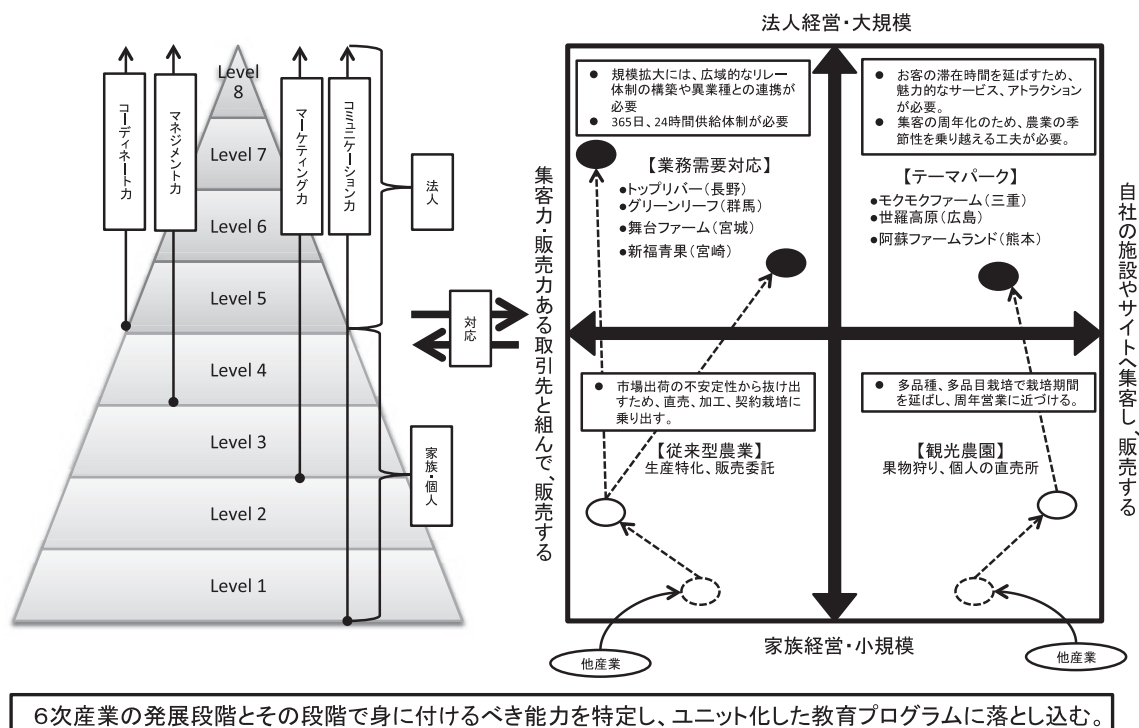 コーディネート力
マネジメント力
マーケティング力
コミュニケーション力
Level
8
Level 7
Level 6
Level 5
Level 4
Level 3
Level 2
Level 1
法人
家族・個人
対応
法人経営・大規模
集客力・販売力ある取引先と組んで、販売する
● 規模拡大には、広域的なリレー
体制の構築や異業種との連携が
必要
● 365日、24時間供給体制が必要
【業務需要対応】
●トップリバー(長野)
●グリーンリーフ(群馬)
●舞台ファーム(宮城)
●新福青果(宮崎)
● お客の滞在時間を延ばすため、
魅力的なサービス、アトラクション
が必要。
● 集客の周年化のため、農業の季
節性を乗り越える工夫が必要。
【テーマパーク】
●モクモクファーム(三重)
●世羅高原(広島)
●阿蘇ファームランド(熊本)
● 市場出荷の不安定性から抜け出
すため、直売、加工、契約栽培に
乗り出す。
【従来型農業】
生産特化、販売委託
● 多品種、多品目栽培で栽培期間
を延ばし、周年営業に近づける。
【観光農園】
果物狩り、個人の直売所
自社の施設やサイトへ集客し、販売する
家族経営・小規模
他産業
他産業
6次産業の発展段階とその段階で身に付けるべき能力を特定し、ユニット化した教育プログラムに落とし込む。